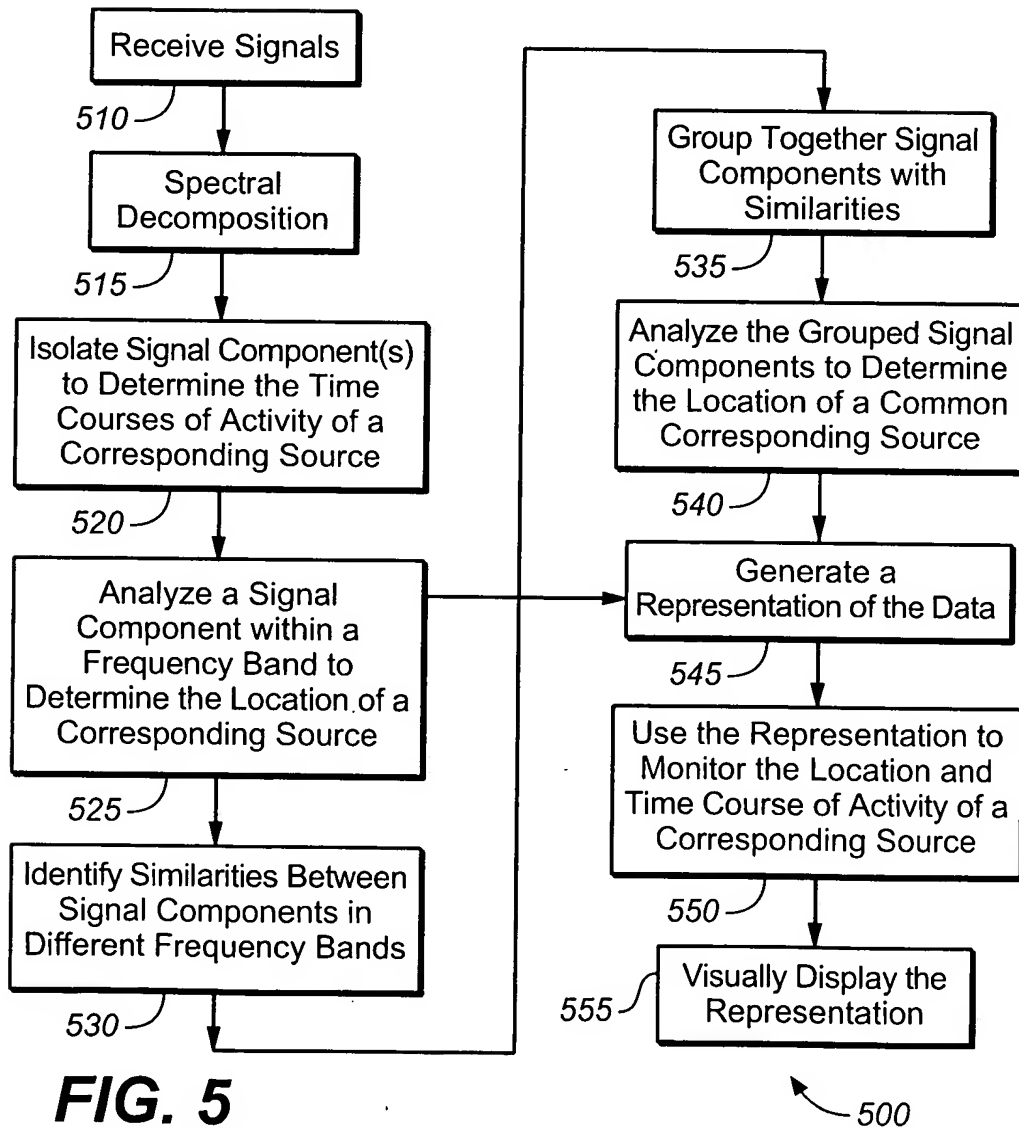 Receive Signals
510
Spectral
Decomposition
515
Isolate Signal Component(s)
to Determine the Time
Courses of Activity of a
Corresponding Source
520
Analyze a Signal
Component within a
Frequency Band to
Determine the Location of a
Corresponding Source
525
Identify Similarities Between
Signal Components in
Different Frequency Bands
530
Group Together Signal
Components with
Similarities
535
Analyze the Grouped Signal
Components to Determine
the Location of a Common
Corresponding Source
540
Generate a
Representation of the Data
545
Use the Representation to
Monitor the Location and
Time Course of Activity of a
Corresponding Source
550
Visually Display the
Representation
555
500
FIG. 5